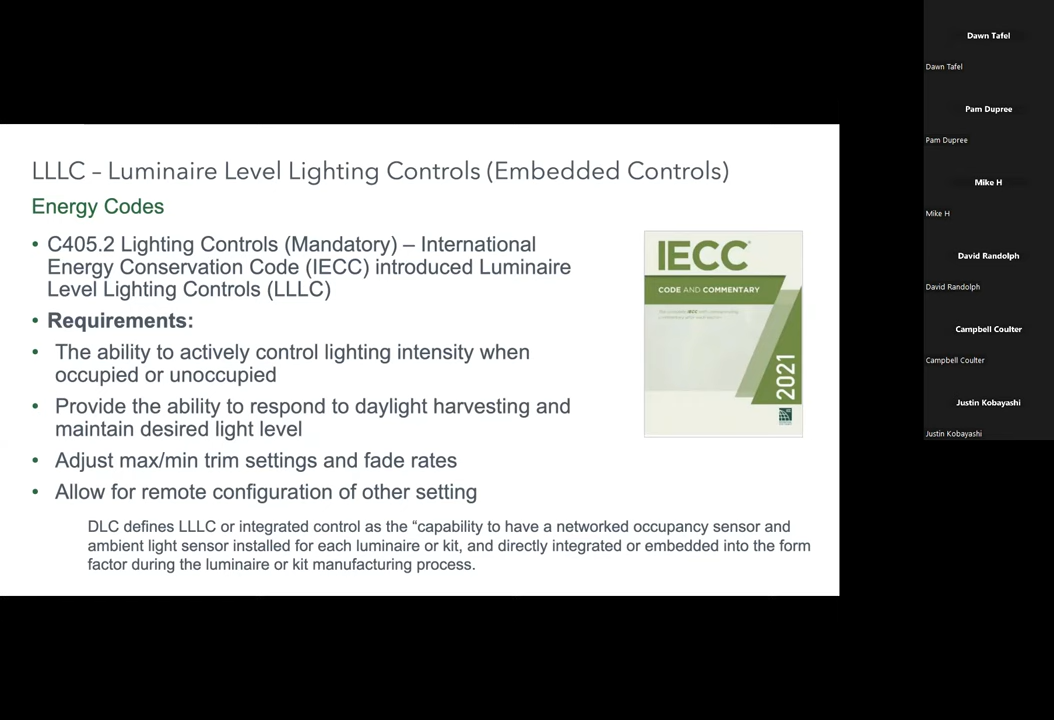 LLLC – Luminaire Level Lighting Controls (Embedded Controls)
Energy Codes
• C405.2 Lighting Controls (Mandatory) – International
Energy Conservation Code (IECC) introduced Luminaire
Level Lighting Controls (LLLC)
• Requirements:
• The ability to actively control lighting intensity when
occupied or unoccupied
• Provide the ability to respond to daylight harvesting and
maintain desired light level
• Adjust max/min trim settings and fade rates
• Allow for remote configuration of other setting
DLC defines LLLC or integrated control as the “capability to have a networked occupancy sensor and
ambient light sensor installed for each luminaire or kit, and directly integrated or embedded into the form
factor during the luminaire or kit manufacturing process.
IECC
CODE AND COMMENTARY
2021
Dawn Tafel
Dawn Tafel
Pam Dupree
Pam Dupree
Mike H
Mike H
David Randolph
David Randolph
Campbell Coulter
Campbell Coulter
Justin Kobayashi
Justin Kobayashi